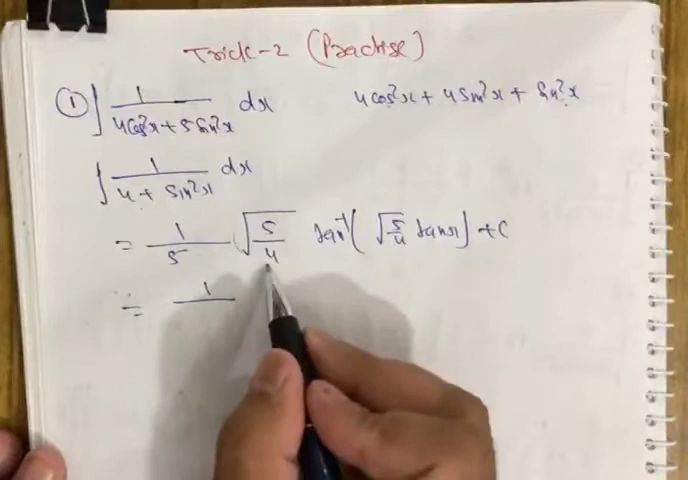 Trick-2 (Practise)
① ∫ 1/(4cos²x + 5sin²x) dx 4cos²x + 4sin²x + sin²x
∫ 1/(4 + sin²x) dx
= 1/5 √(5/4) tan⁻¹(√(5/4) tanx) + C
= 1/